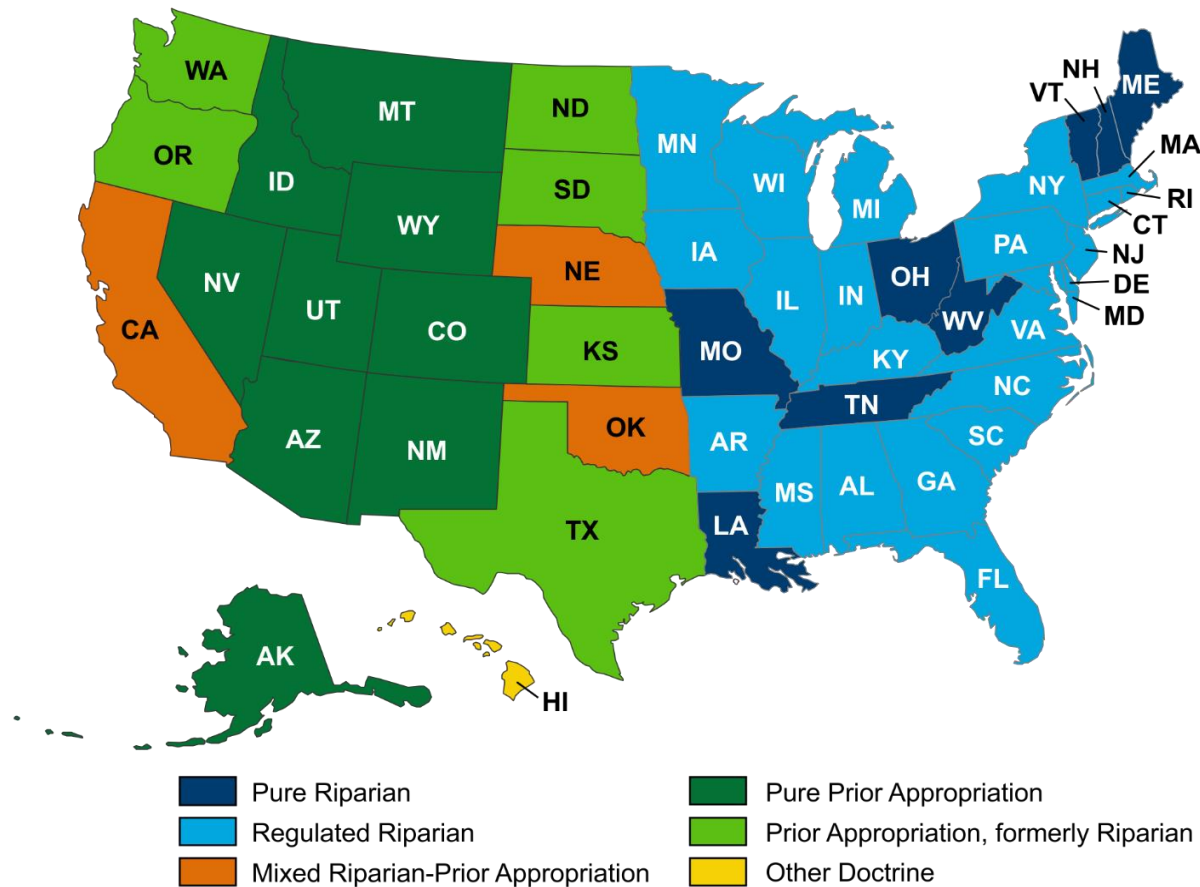 WA
MT
ND
MN
VT
NH
ME
OR
ID
SD
WI
MI
NY
MA
RI
CT
WY
IA
PA
NJ
NV
NE
IL
IN
OH
DE
MD
UT
CO
CA
KS
MO
WV
VA
KY
NC
TN
AZ
NM
OK
AR
SC
MS
AL
GA
TX
LA
FL
AK
HI
Pure Riparian
Regulated Riparian
Mixed Riparian-Prior Appropriation
Pure Prior Appropriation
Prior Appropriation, formerly Riparian
Other Doctrine